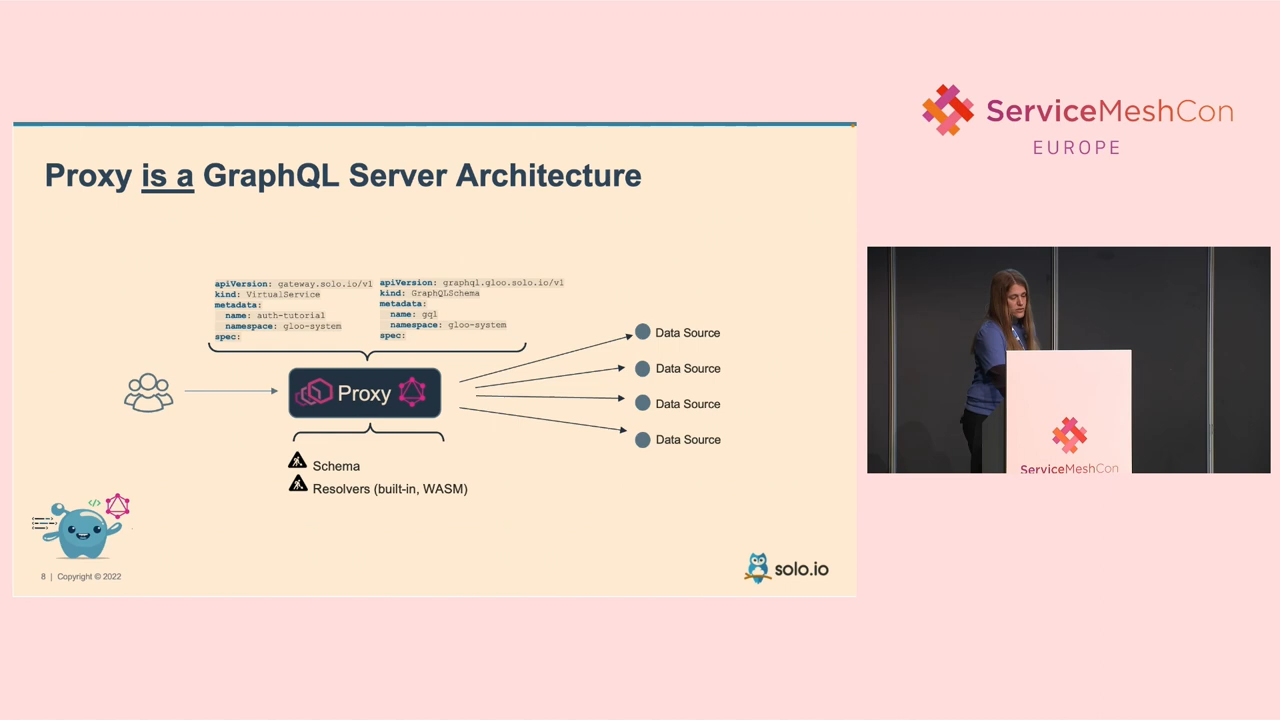 ServiceMeshCon
EUROPE
Proxy is a GraphQL Server Architecture
apiVersion: gateway.solo.io/v1
kind: VirtualService
metadata:
name: auth-tutorial
namespace: gloo-system
spec:
apiVersion: graphql.gloo.solo.io/v1
kind: GraphQLSchema
metadata:
name: gql
namespace: gloo-system
spec:
Proxy
Data Source
Data Source
Data Source
Data Source
Schema
Resolvers (built-in, WASM)
</>
8 | Copyright © 2022
solo.io
ServiceMeshCon